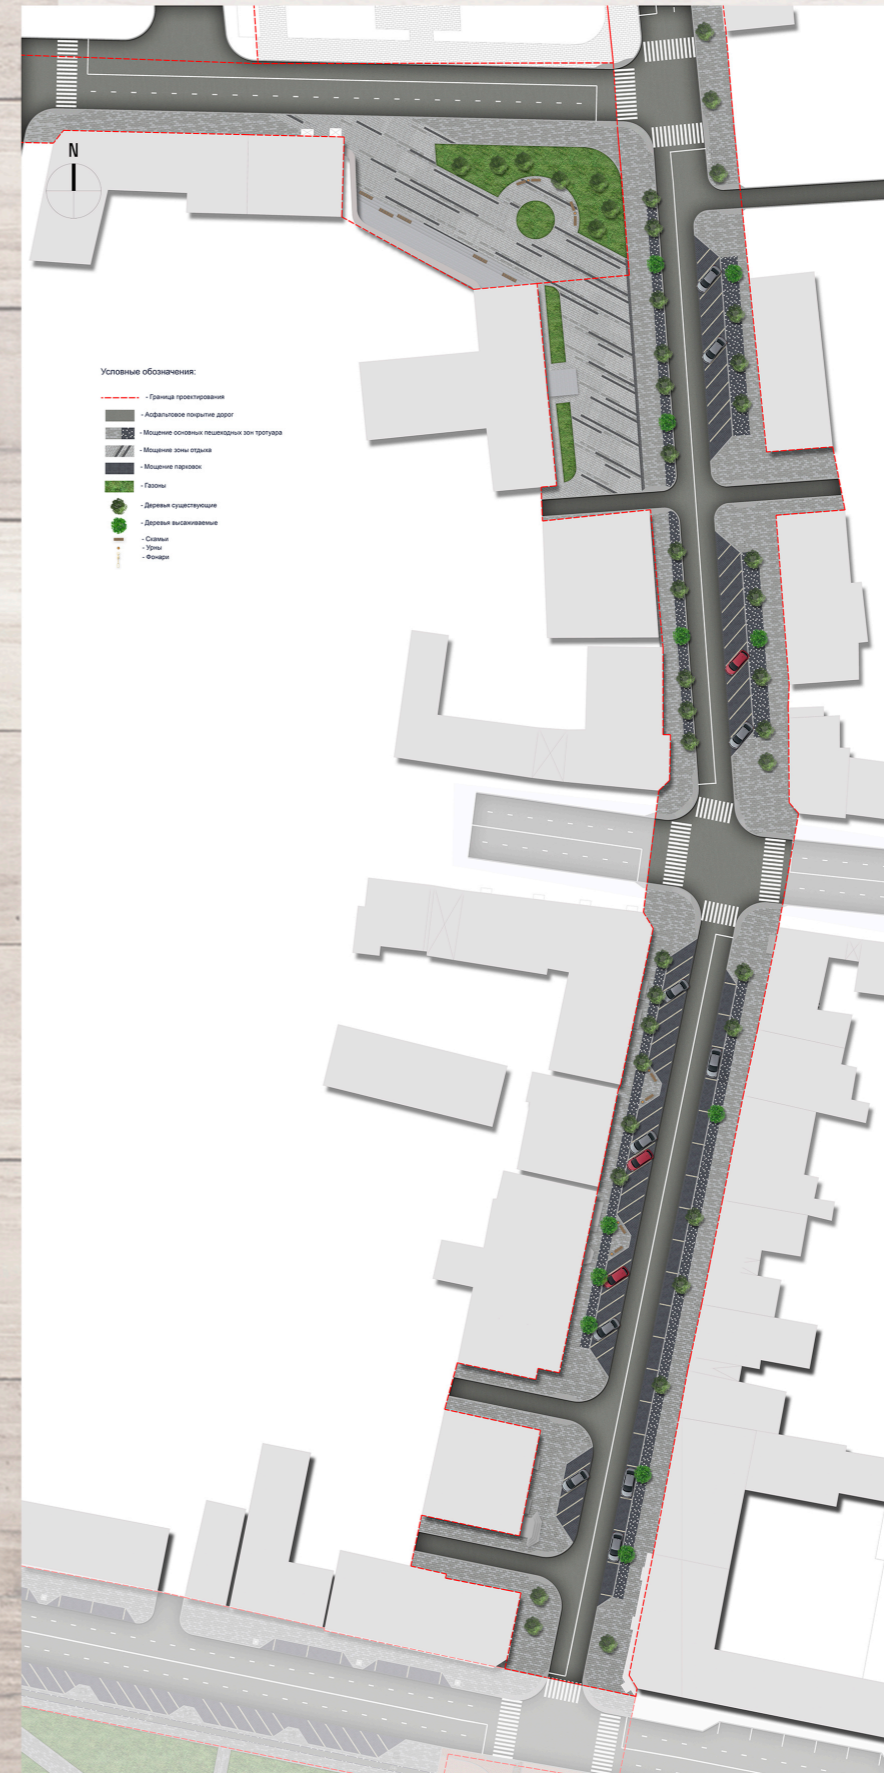 N
Условные обозначения:
- Граница проектирования
- Асфальтовое покрытие дорог
- Мощение основных пешеходных зон тротуара
- Мощение зоны отдыха
- Мощение парковок
- Газоны
- Деревья существующие
- Деревья высаживаемые
- Скамьи
- Урны
- Фонари